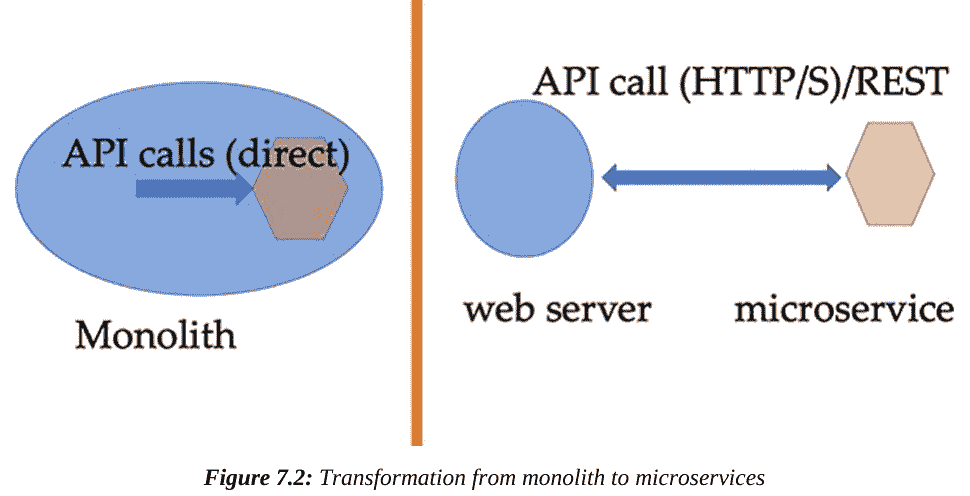 API calls (direct)
Monolith
API call (HTTP/S)/REST
web server
microservice
Figure 7.2: Transformation from monolith to microservices